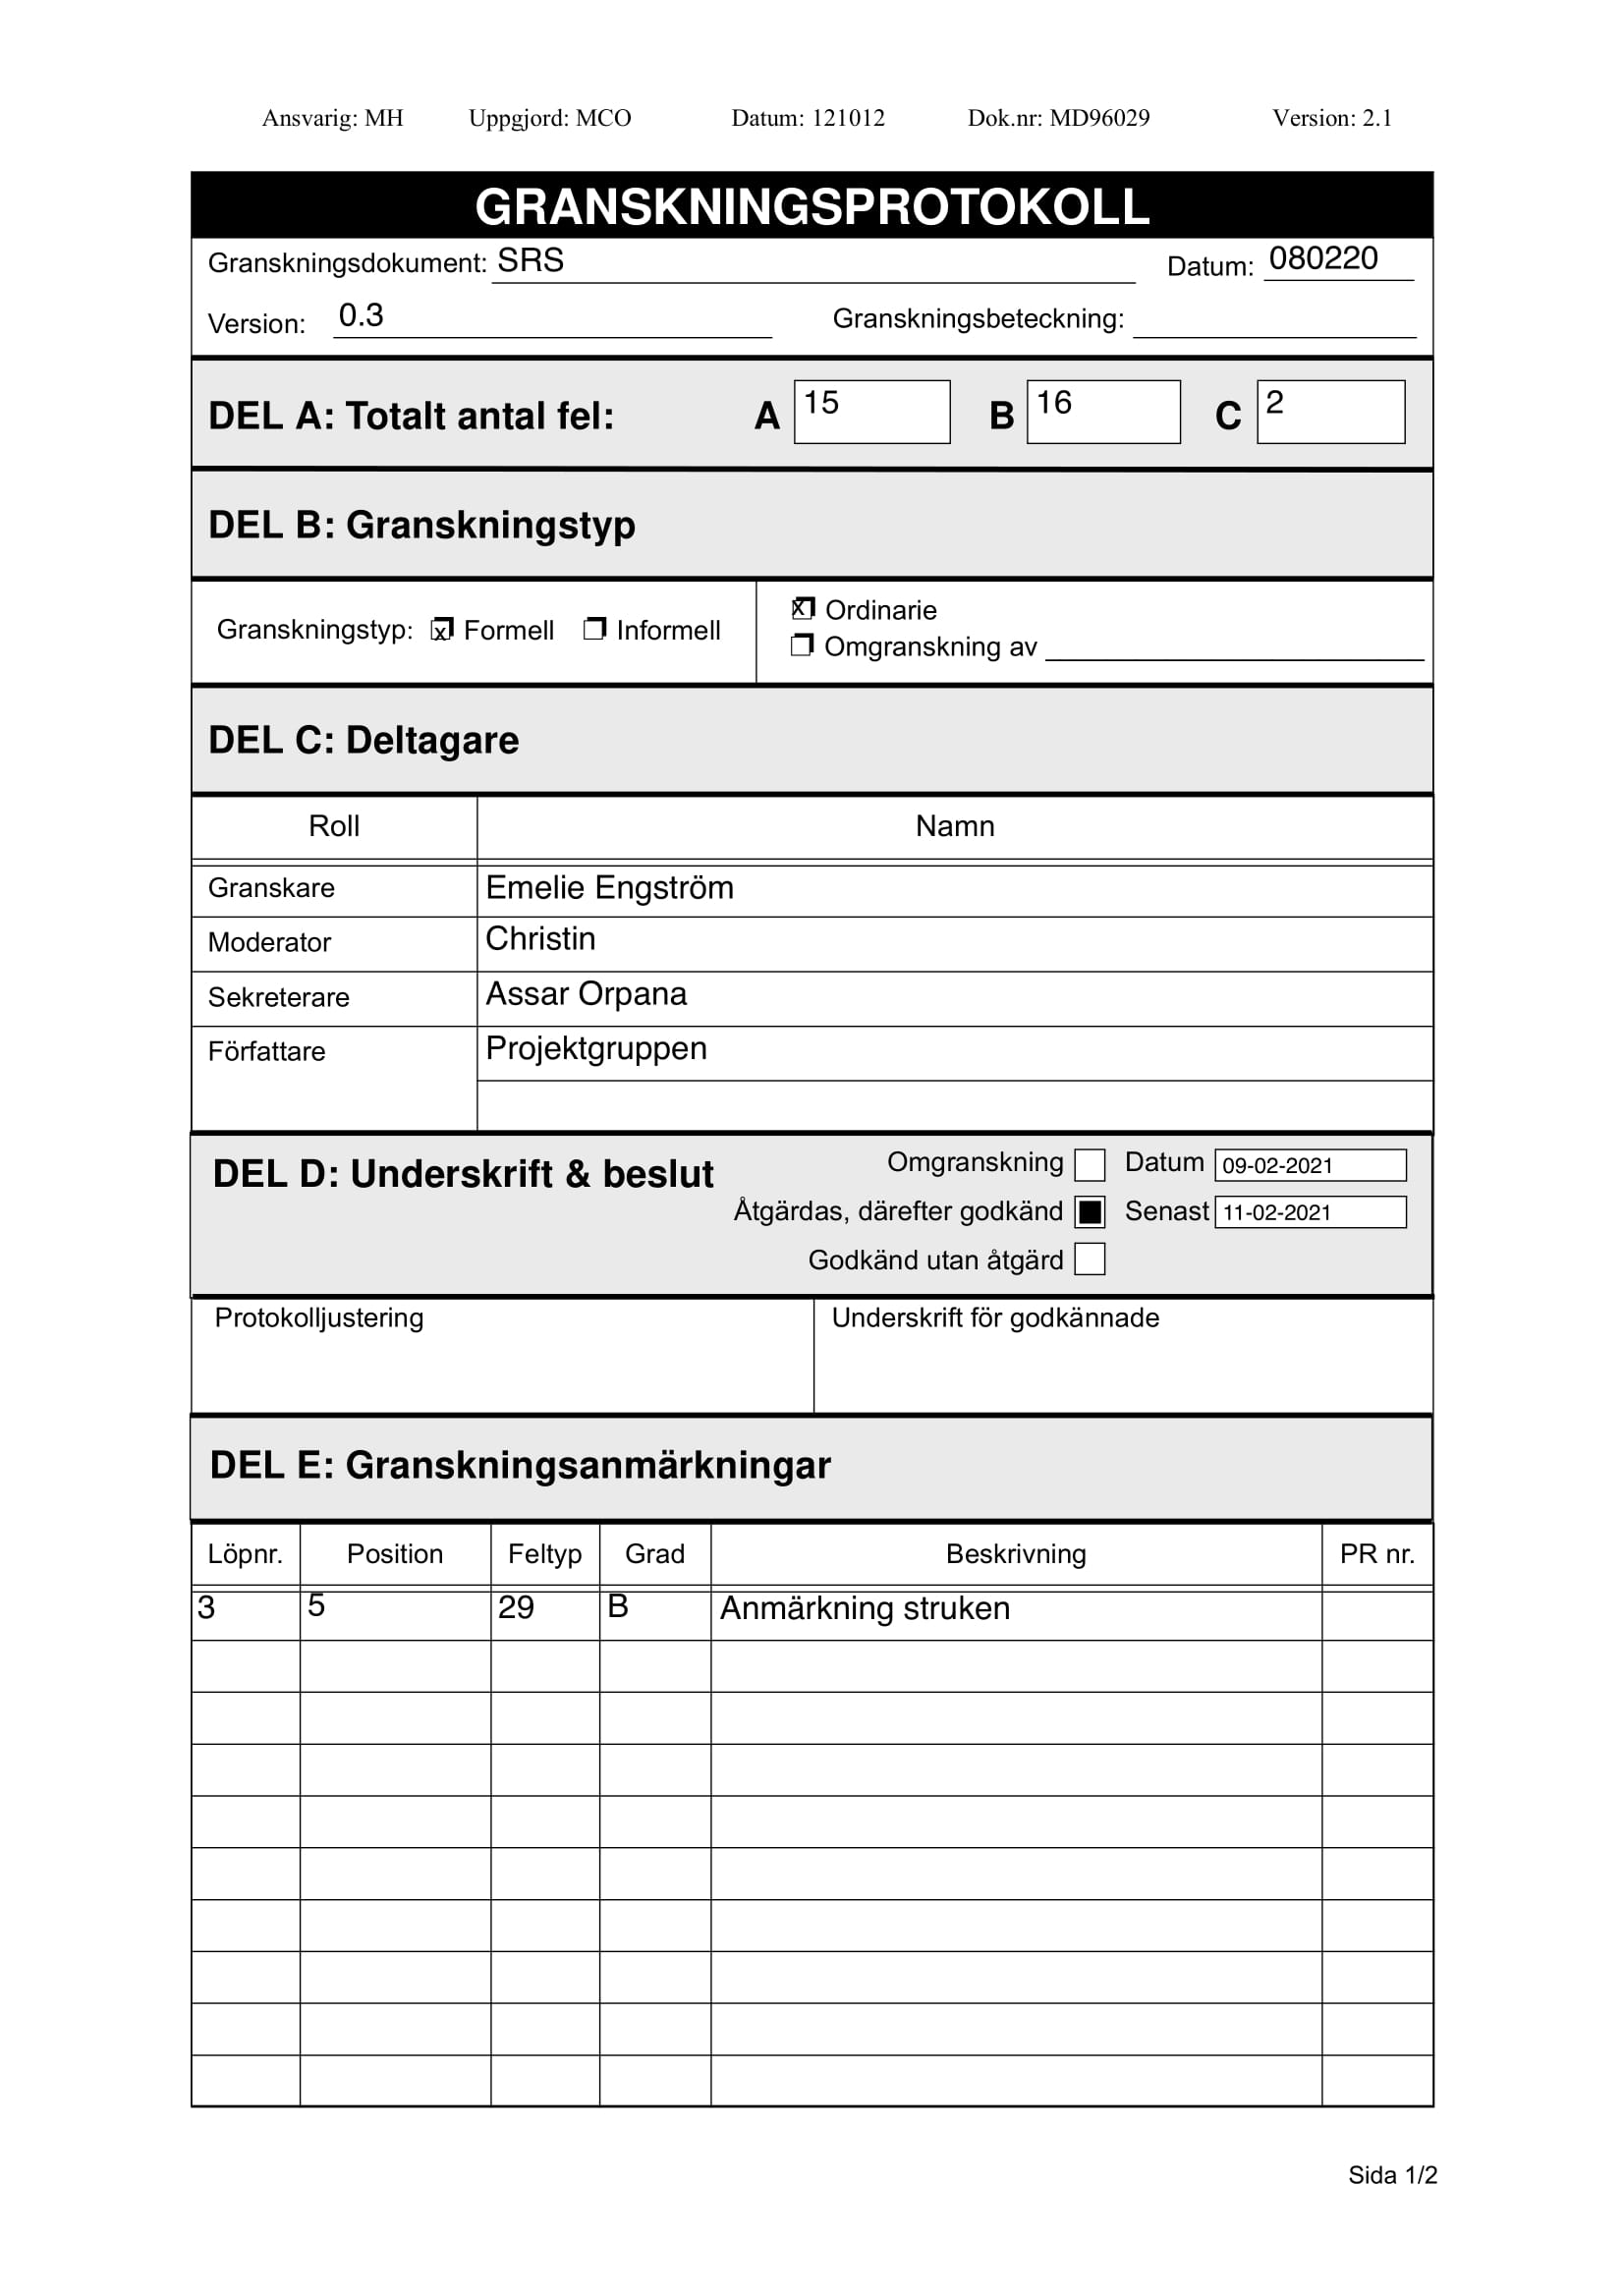 Ansvarig: MH Uppgjord: MCO Datum: 121012 Dok.nr: MD96029 Version: 2.1
GRANSKNINGSPROTOKOLL
Granskningsdokument: SRS Datum: 080220
Version: 0.3 Granskningsbeteckning:
DEL A: Totalt antal fel: A 15 B 16 C 2
DEL B: Granskningstyp
Granskningstyp: x Formell Informell
x Ordinarie
Omgranskning av
DEL C: Deltagare
Roll Namn
Granskare Emelie Engström
Moderator Christin
Sekreterare Assar Orpana
Författare Projektgruppen
DEL D: Underskrift & beslut
Omgranskning Datum 09-02-2021
Åtgärdas, därefter godkänd Senast 11-02-2021
Godkänd utan åtgärd
Protokolljustering Underskrift för godkännade
DEL E: Granskningsanmärkningar
Löpnr. Position Feltyp Grad Beskrivning PR nr.
3 5 29 B Anmärkning struken
Sida 1/2